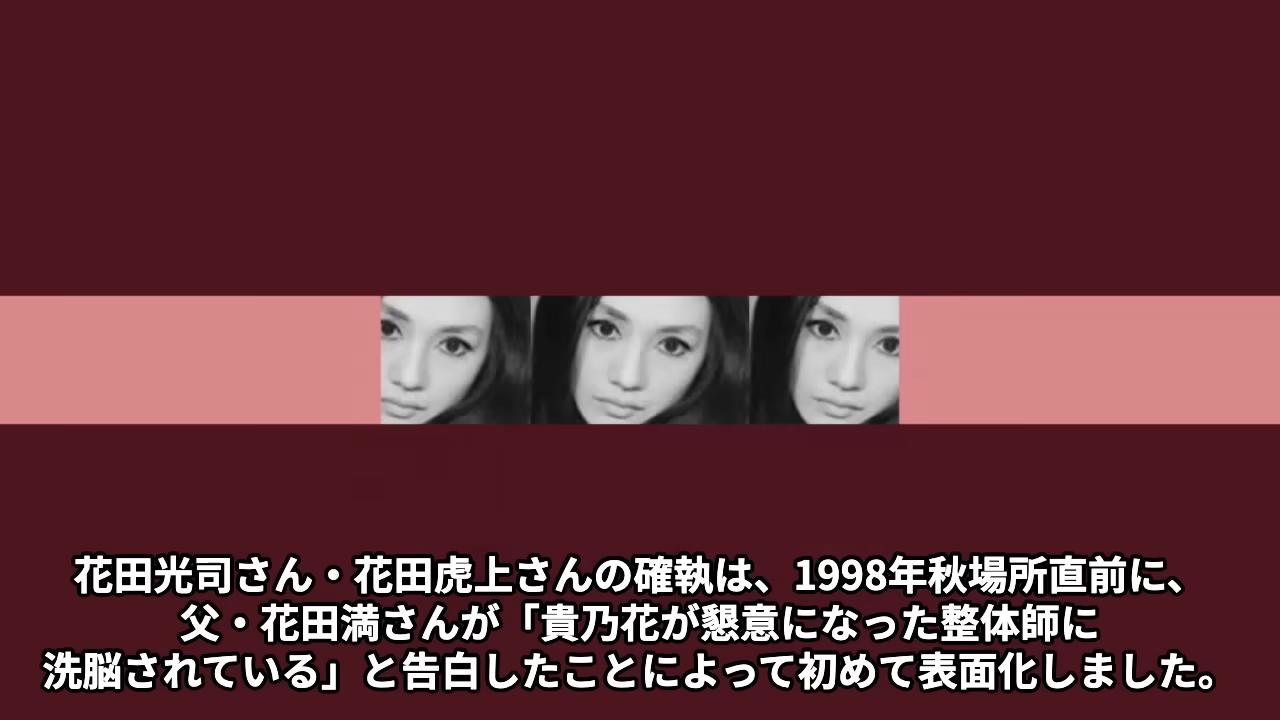 花田光司さん・花田虎上さんの確執は、1998年秋場所直前に、
父・花田満さんが「貴乃花が懇意になった整体師に
洗脳されている」と告白したことによって初めて表面化しました。